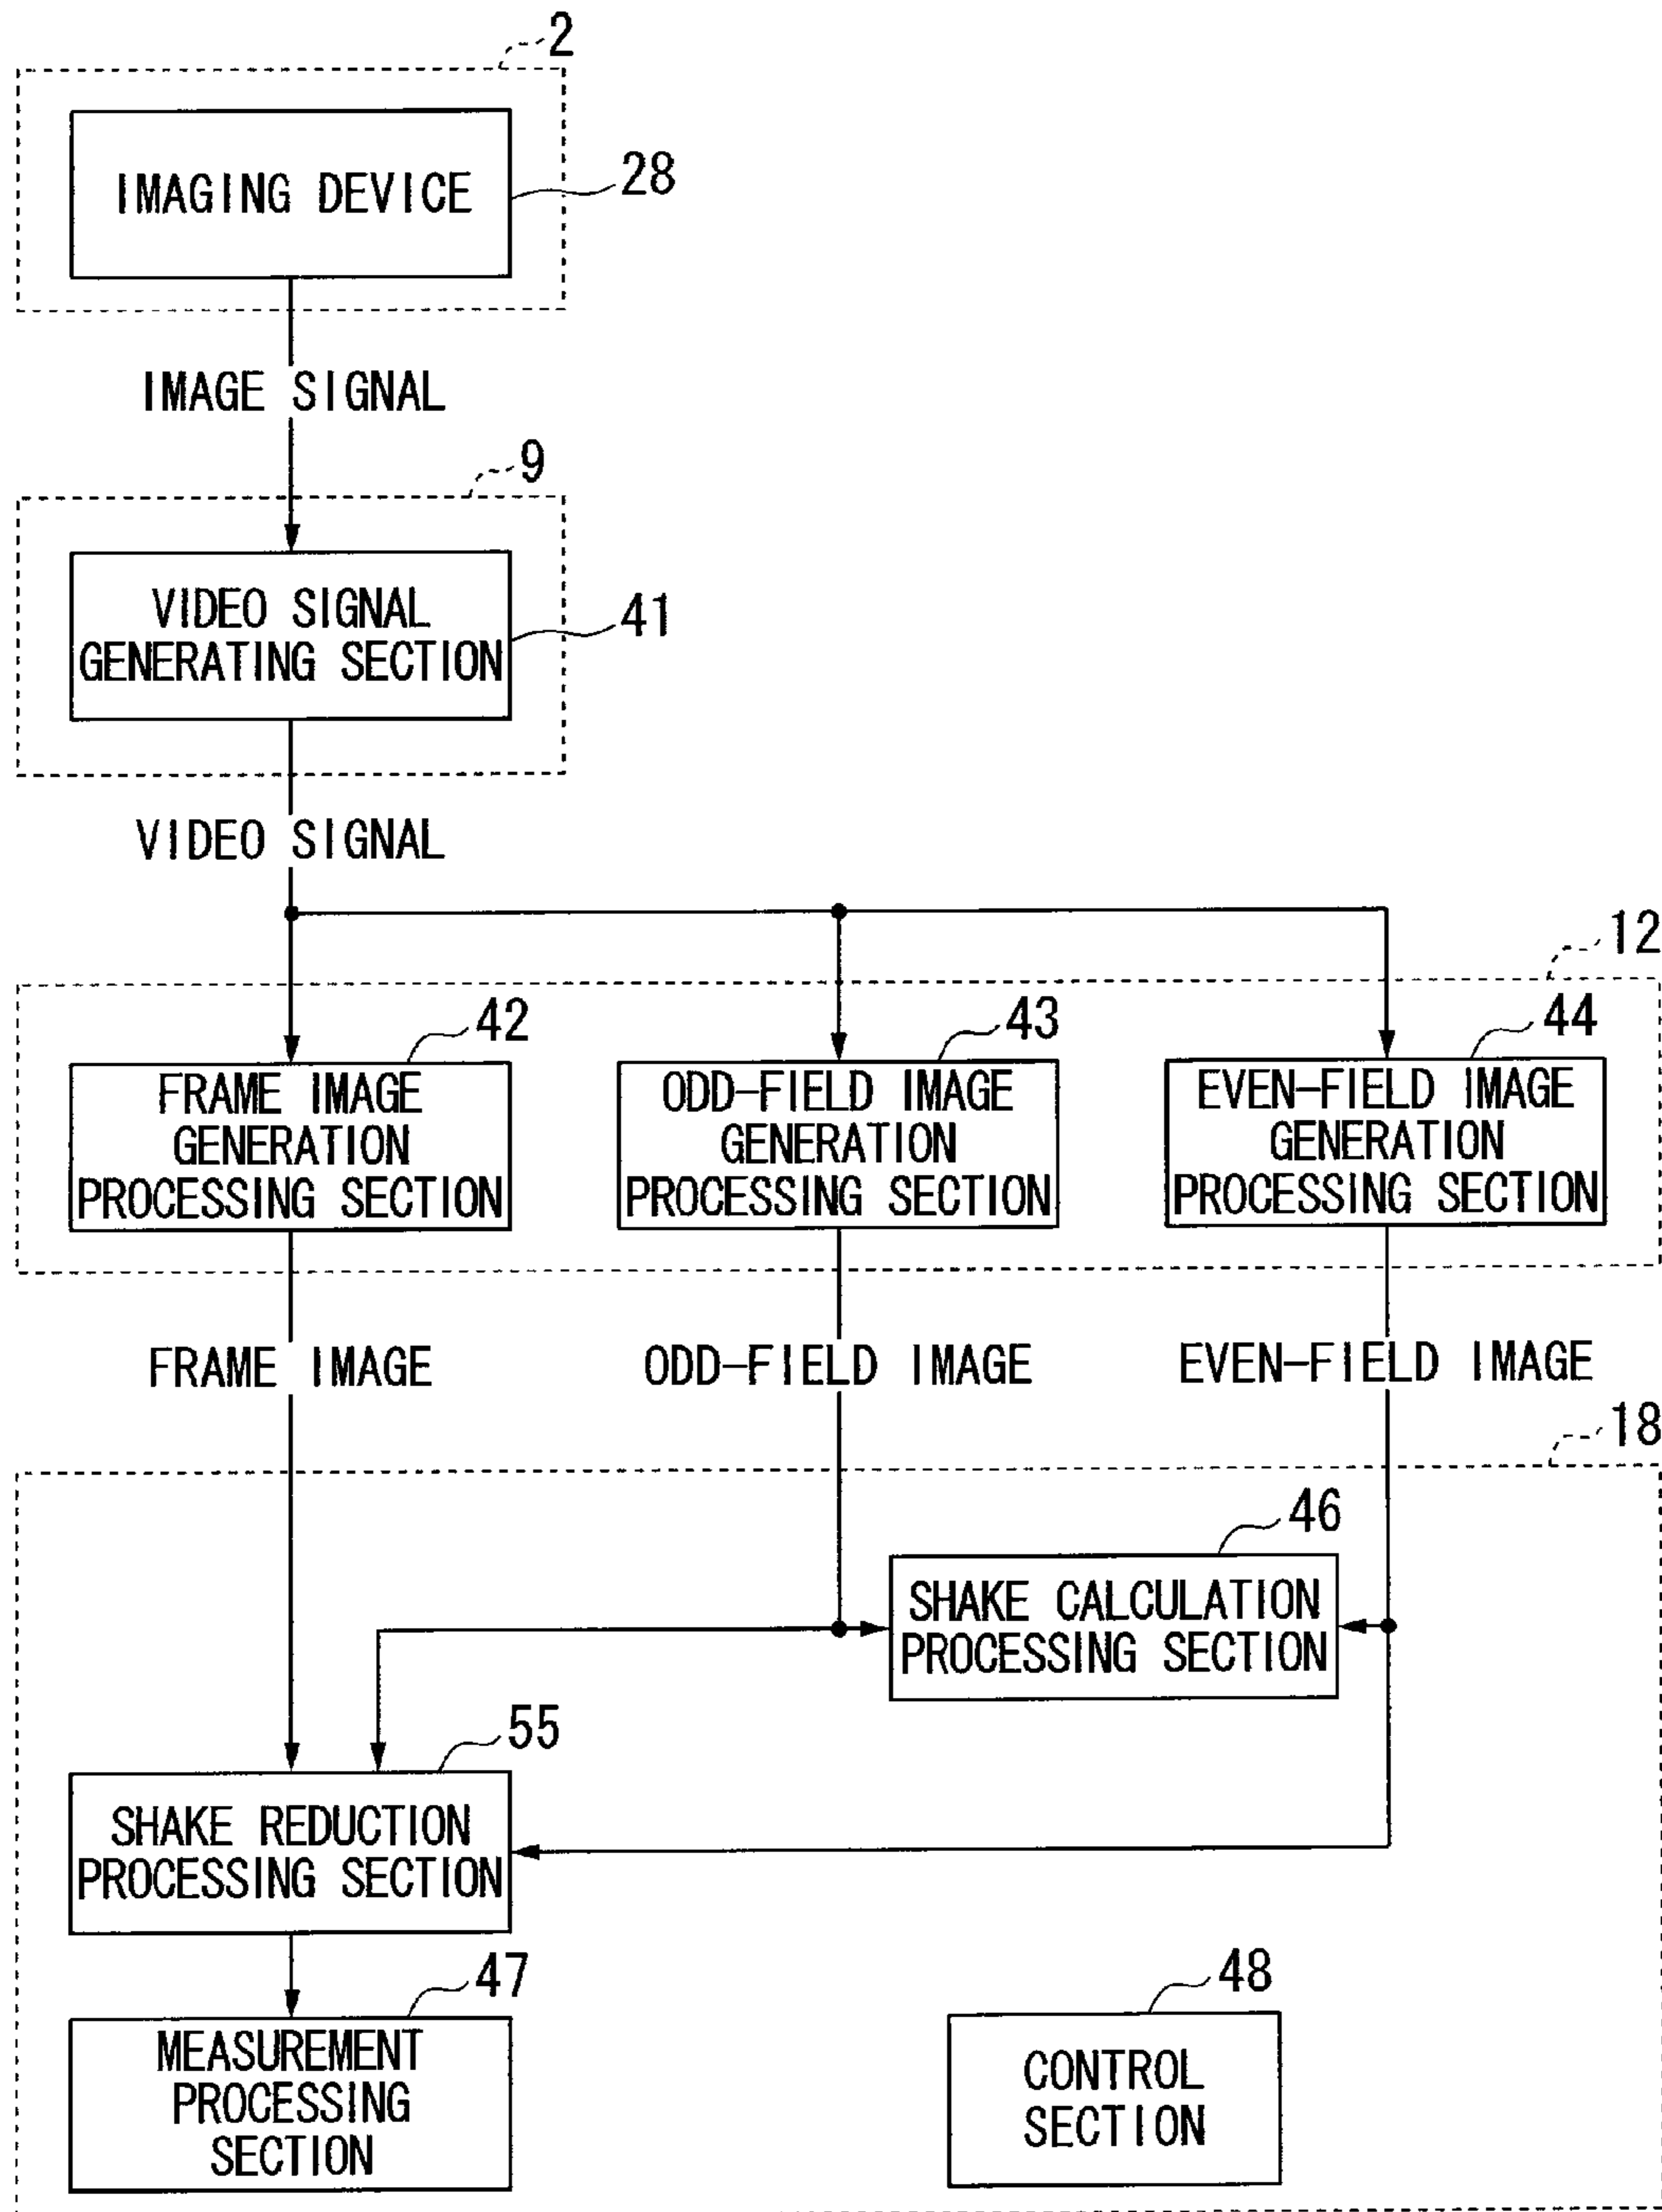 2
IMAGING DEVICE
28
IMAGE SIGNAL
9
VIDEO SIGNAL
GENERATING SECTION
41
VIDEO SIGNAL
12
42
43
44
FRAME IMAGE
GENERATION
PROCESSING SECTION
ODD-FIELD IMAGE
GENERATION
PROCESSING SECTION
EVEN-FIELD IMAGE
GENERATION
PROCESSING SECTION
FRAME IMAGE
ODD-FIELD IMAGE
EVEN-FIELD IMAGE
18
46
SHAKE CALCULATION
PROCESSING SECTION
55
SHAKE REDUCTION
PROCESSING SECTION
47
MEASUREMENT
PROCESSING
SECTION
48
CONTROL
SECTION